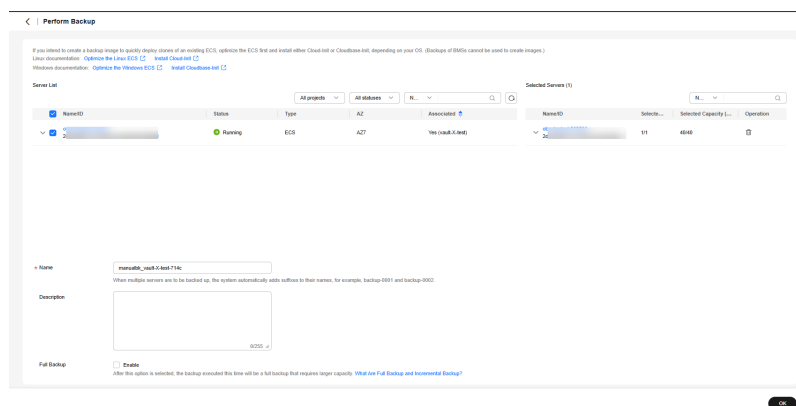 Perform Backup
If you intend to create a backup image to quickly deploy clones of an existing ECS, optimize the ECS first and install either Cloud-Init or Cloudbase-Init, depending on your OS. (Backups of BMSs cannot be used to create images.)
Linux documentation: Optimize the Linux ECS Install Cloud-Init
Windows documentation: Optimize the Windows ECS Install Cloudbase-Init
Server List Selected Servers (1)
All projects All statuses N... N...
Name/ID Status Type AZ Associated Name/ID Selecte... Selected Capacity (... Operation
Running ECS AZ7 Yes (vault-X-test) 1/1 40/40
* Name manualbk_vault-X-test-714c
When multiple servers are to be backed up, the system automatically adds suffixes to their names, for example, backup-0001 and backup-0002.
Description
0/255
Full Backup Enable
After this option is selected, the backup executed this time will be a full backup that requires larger capacity. What Are Full Backup and Incremental Backup?
OK